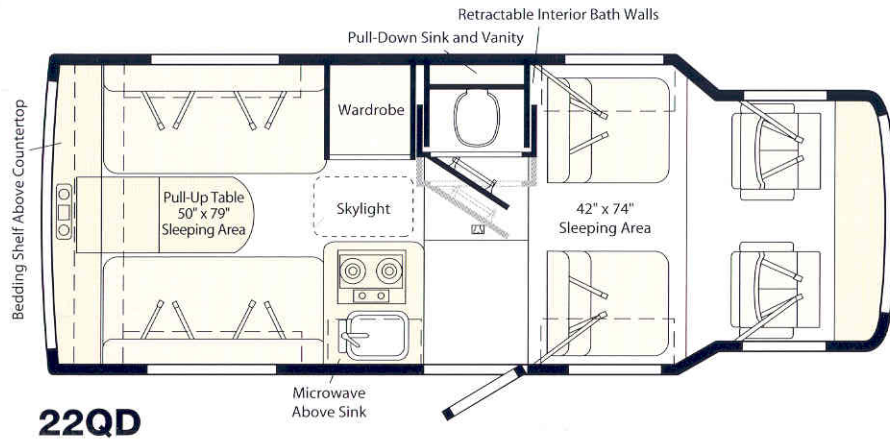 Retractable Interior Bath Walls
Pull-Down Sink and Vanity
Wardrobe
Bedding Shelf Above Countertop
Pull-Up Table
50" x 79"
Sleeping Area
Skylight
42" x 74"
Sleeping Area
Microwave
Above Sink
22QD